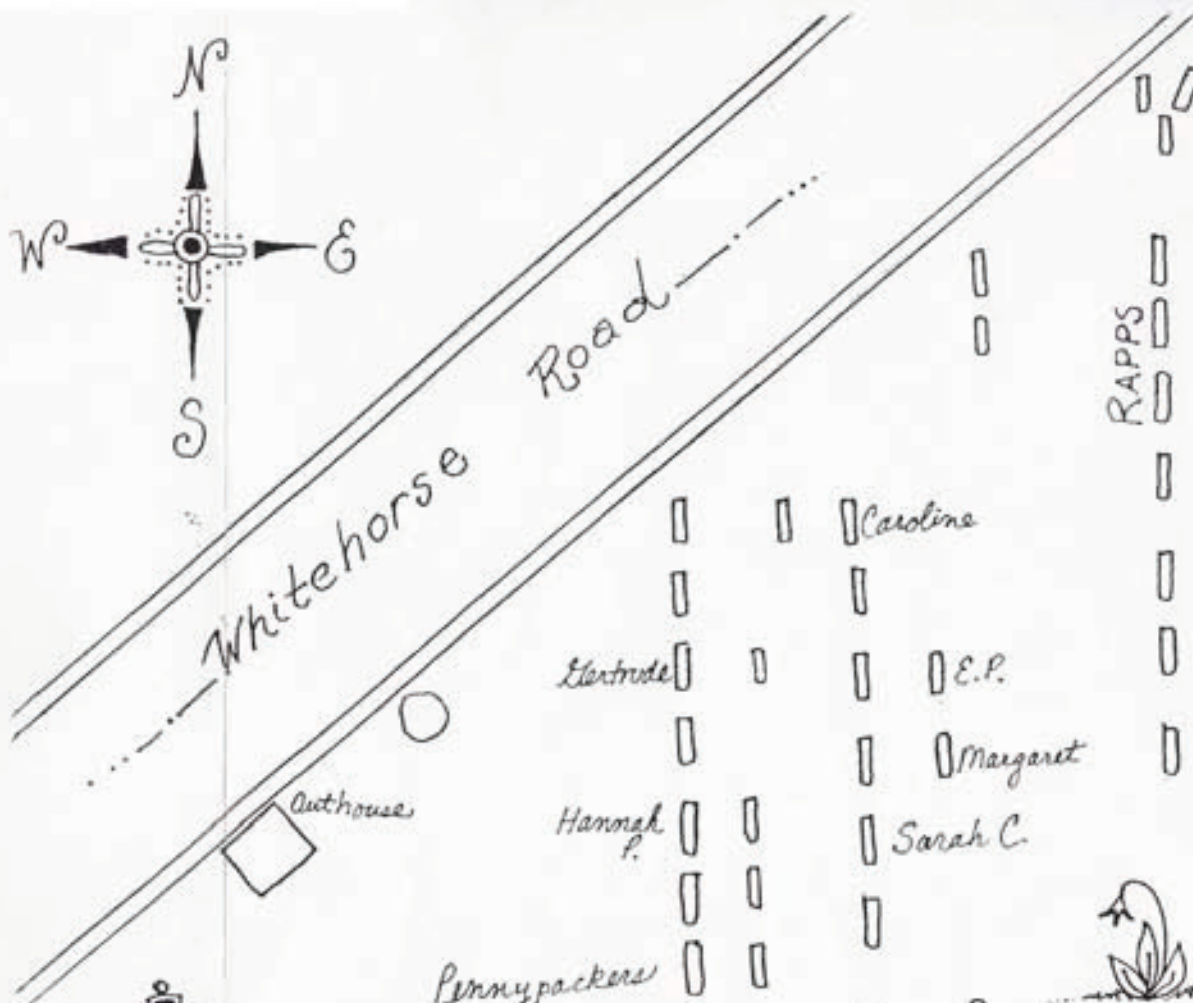 N
W E
S
Whitehorse Road
RAPPS
Caroline
Gertrude
E.P.
Margaret
Outhouse
Hannah
P.
Sarah C.
Pennypackers